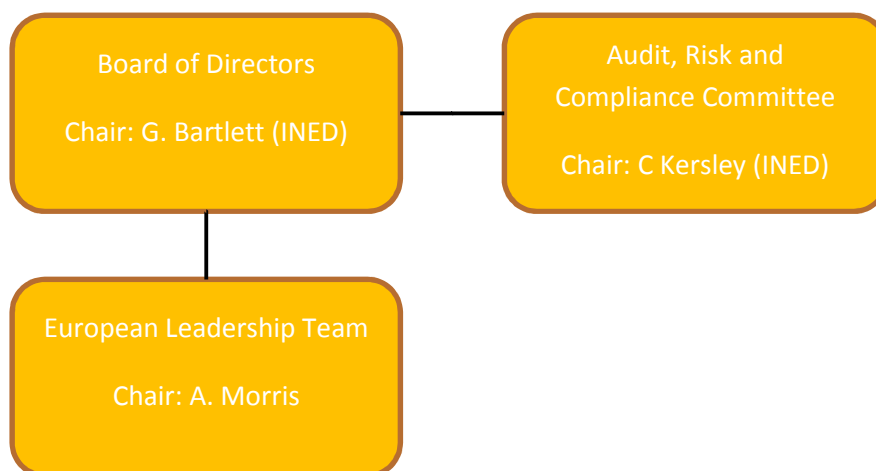 Board of Directors
Chair: G. Bartlett (INED)
Audit, Risk and
Compliance Committee
Chair: C Kersley (INED)
European Leadership Team
Chair: A. Morris